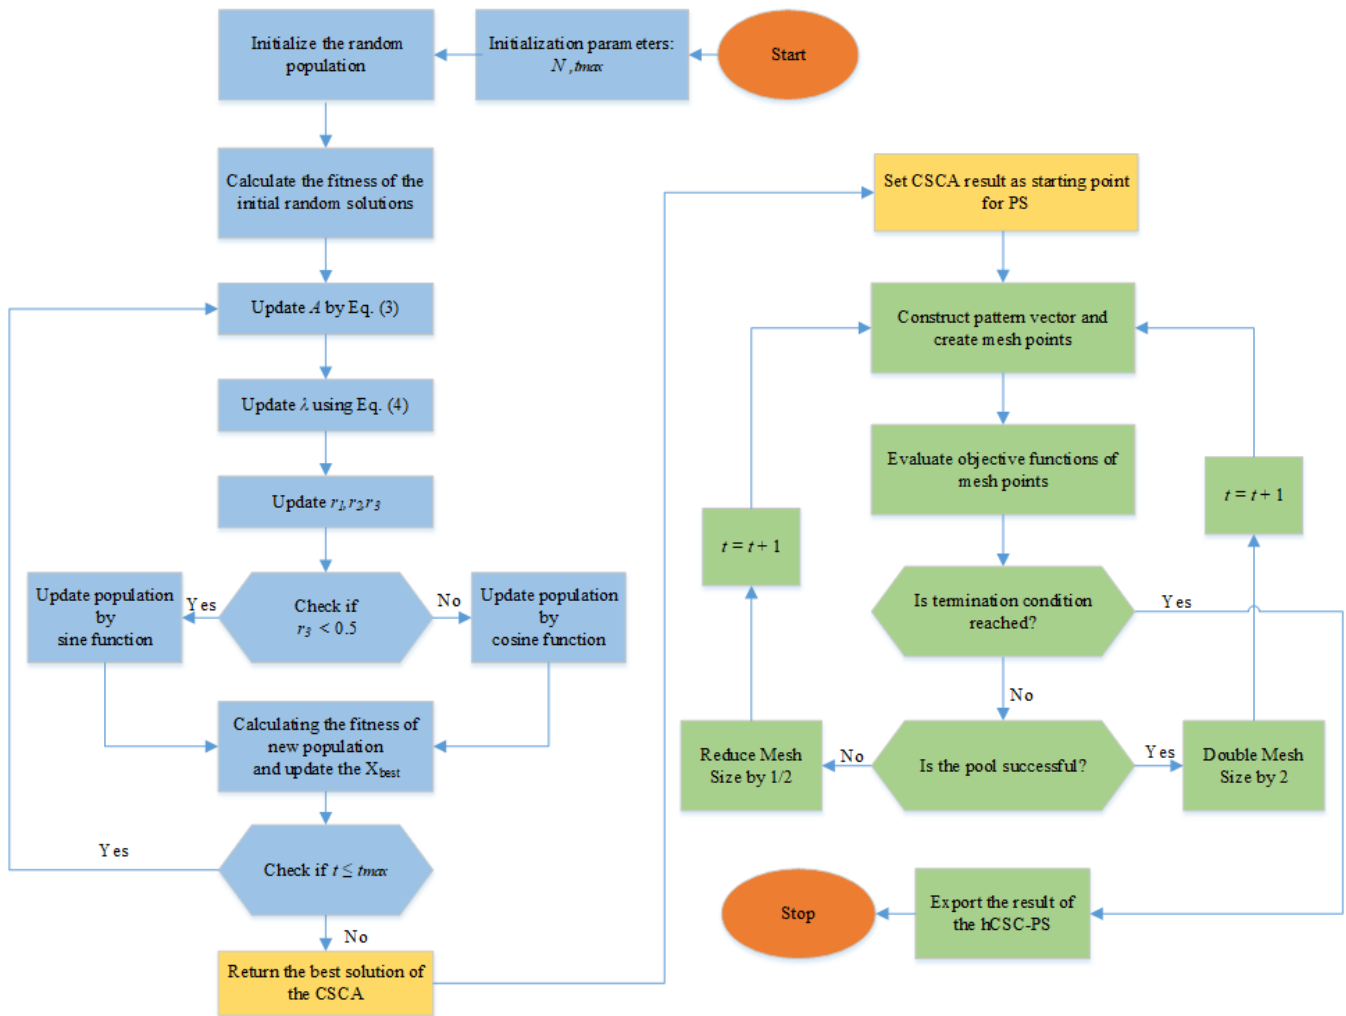 Start
Initialization parameters:
N ,tmax
Initialize the random
population
Calculate the fitness of the
initial random solutions
Update A by Eq. (3)
Update λ using Eq. (4)
Update r1,r2,r3
Check if
r3 < 0.5
Yes
No
Update population
by
sine function
Update population
by
cosine function
Calculating the fitness of
new population
and update the Xbest
Check if t ≤ tmax
Yes
No
Return the best solution of
the CSCA
Set CSCA result as starting point
for PS
Construct pattern vector and
create mesh points
Evaluate objective functions of
mesh points
Is termination condition
reached?
Yes
No
Is the pool successful?
No
Yes
Reduce Mesh
Size by 1/2
t = t + 1
Double Mesh
Size by 2
t = t + 1
Export the result of
the hCSC-PS
Stop